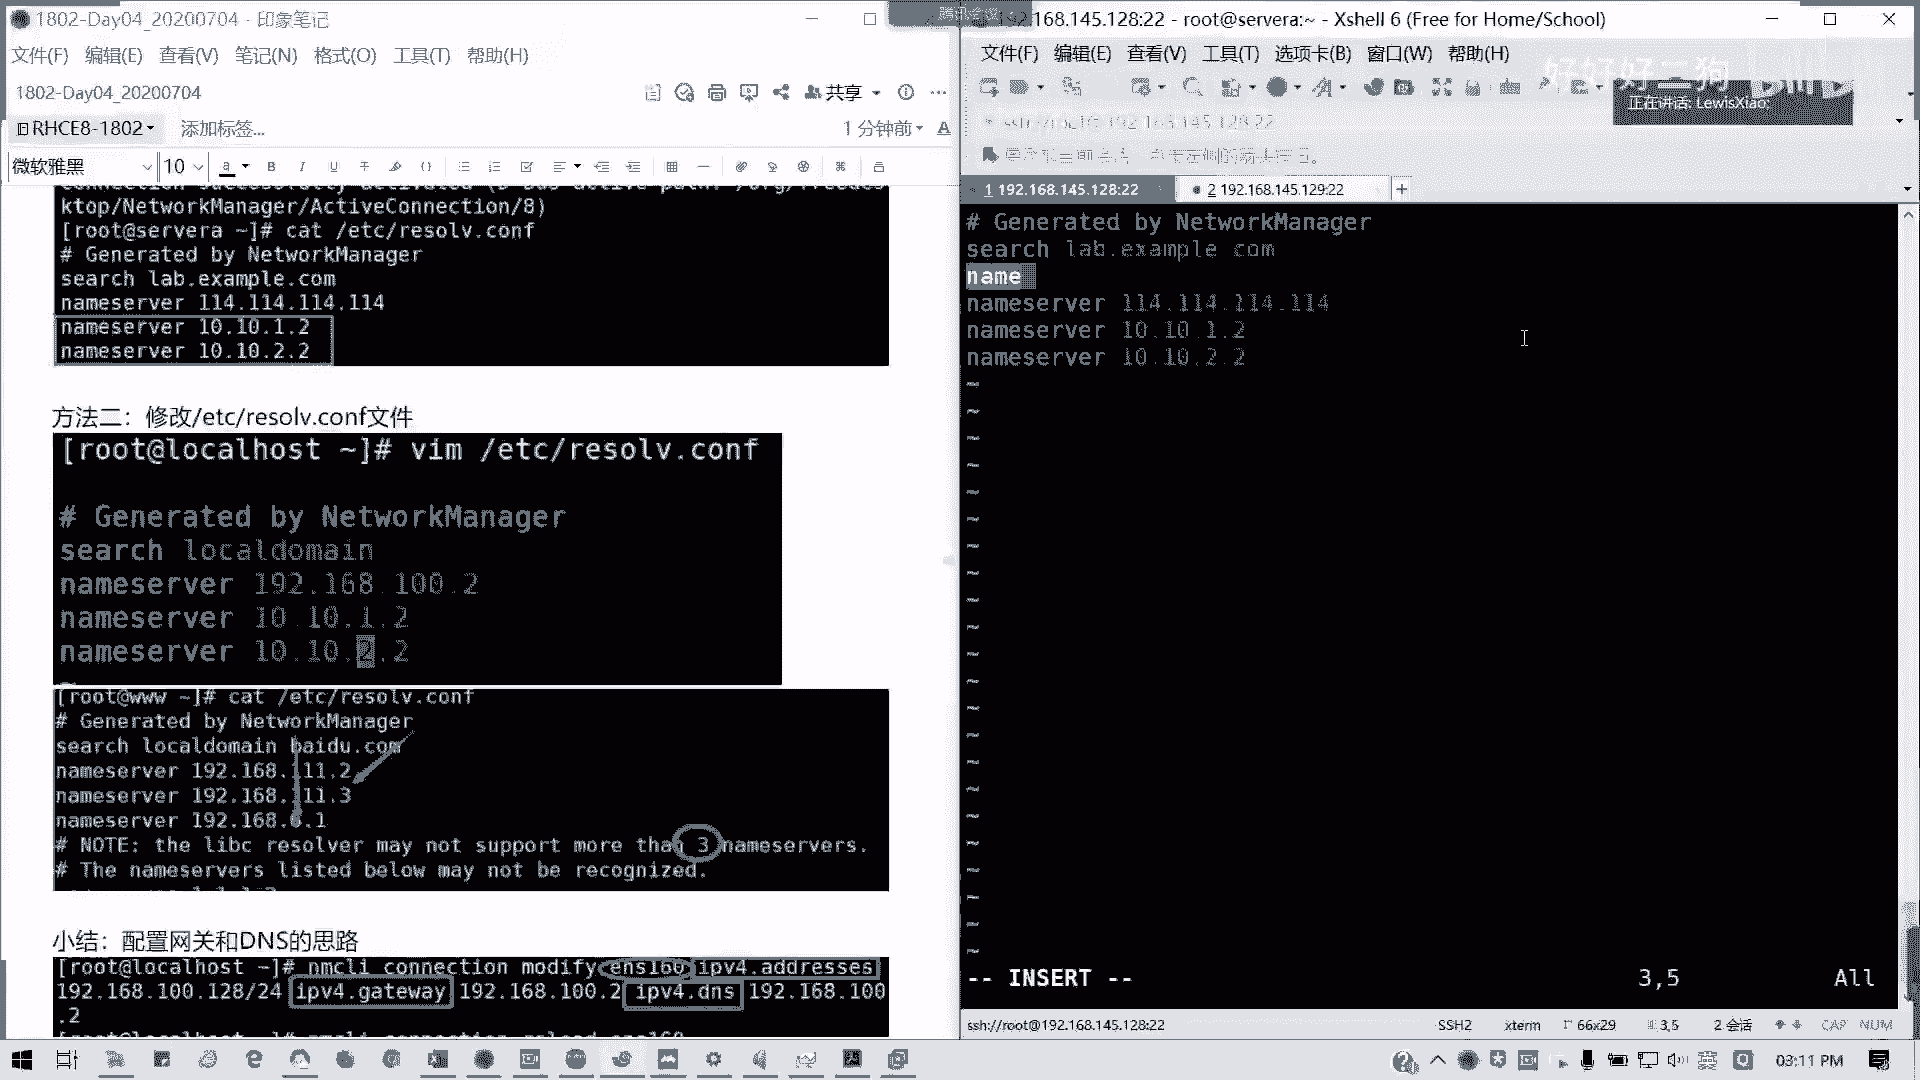 1802-Day04_20200704 - 印象笔记
文件(F) 编辑(E) 查看(V) 笔记(N) 格式(O) 工具(T) 帮助(H)
1802-Day04_20200704
共享
RHCE8-1802
添加标签...
1 分钟前
微软雅黑
10
ktop/NetworkManager/ActiveConnection/8)
[root@servera ~]# cat /etc/resolv.conf
# Generated by NetworkManager
search lab.example.com
nameserver 114.114.114.114
nameserver 10.10.1.2
nameserver 10.10.2.2
方法二：修改/etc/resolv.conf文件
[root@localhost ~]# vim /etc/resolv.conf
# Generated by NetworkManager
search localdomain
nameserver 192.168.100.2
nameserver 10.10.1.2
nameserver 10.10.2.2
[root@www ~]# cat /etc/resolv.conf
# Generated by NetworkManager
search localdomain baidu.com
nameserver 192.168.111.2
nameserver 192.168.111.3
nameserver 192.168.6.1
# NOTE: the libc resolver may not support more than 3 nameservers.
# The nameservers listed below may not be recognized.
小结：配置网关和DNS的思路
[root@localhost ~]# nmcli connection modify ens160 ipv4.addresses
192.168.100.128/24 ipv4.gateway 192.168.100.2 ipv4.dns 192.168.100
.2
腾讯会议
192.168.145.128:22 - root@servera:~ - Xshell 6 (Free for Home/School)
文件(F) 编辑(E) 查看(V) 工具(T) 选项卡(B) 窗口(W) 帮助(H)
好好好二狗
正在讲话: LewisXiao;
1 192.168.145.128:22
2 192.168.145.129:22
# Generated by NetworkManager
search lab.example com
name
nameserver 114.114.114.114
nameserver 10.10.1.2
nameserver 10.10.2.2
-- INSERT --
3,5
All
ssh://root@192.168.145.128:22
SSH2
xterm
66x29
3,5
2 会话
CAP
NUM
英
03:11 PM